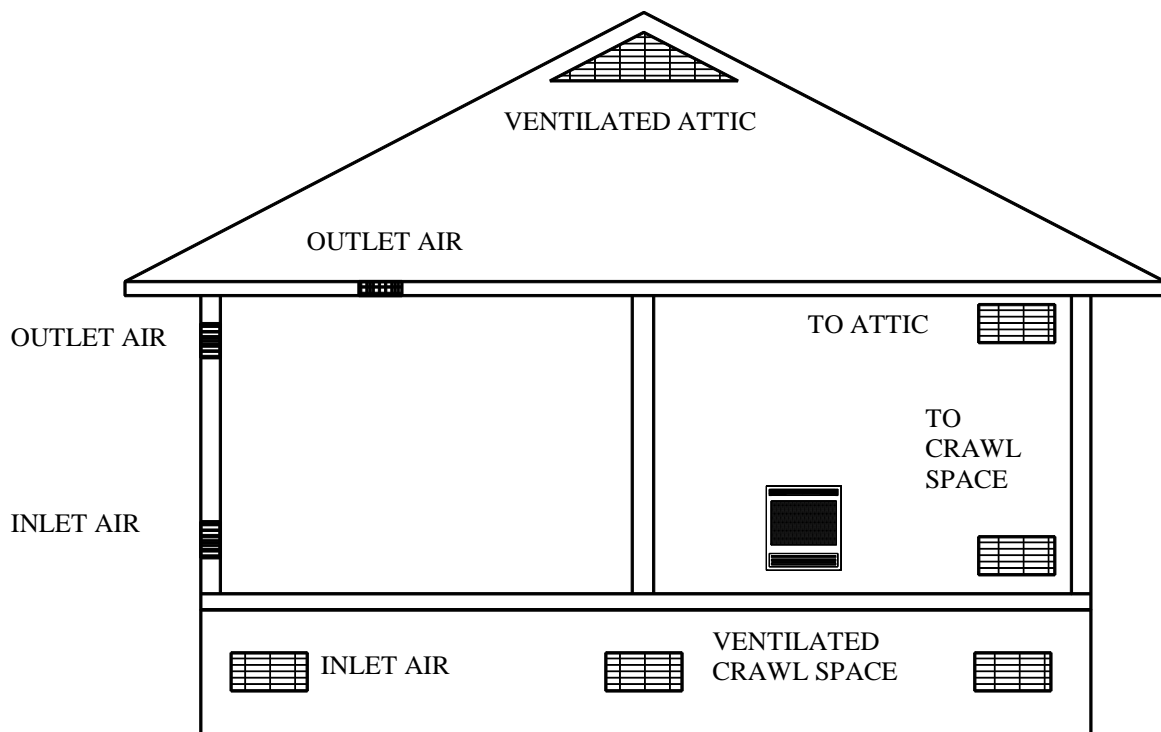 VENTILATED ATTIC
OUTLET AIR
OUTLET AIR
TO ATTIC
TO
CRAWL
SPACE
INLET AIR
INLET AIR
VENTILATED
CRAWL SPACE